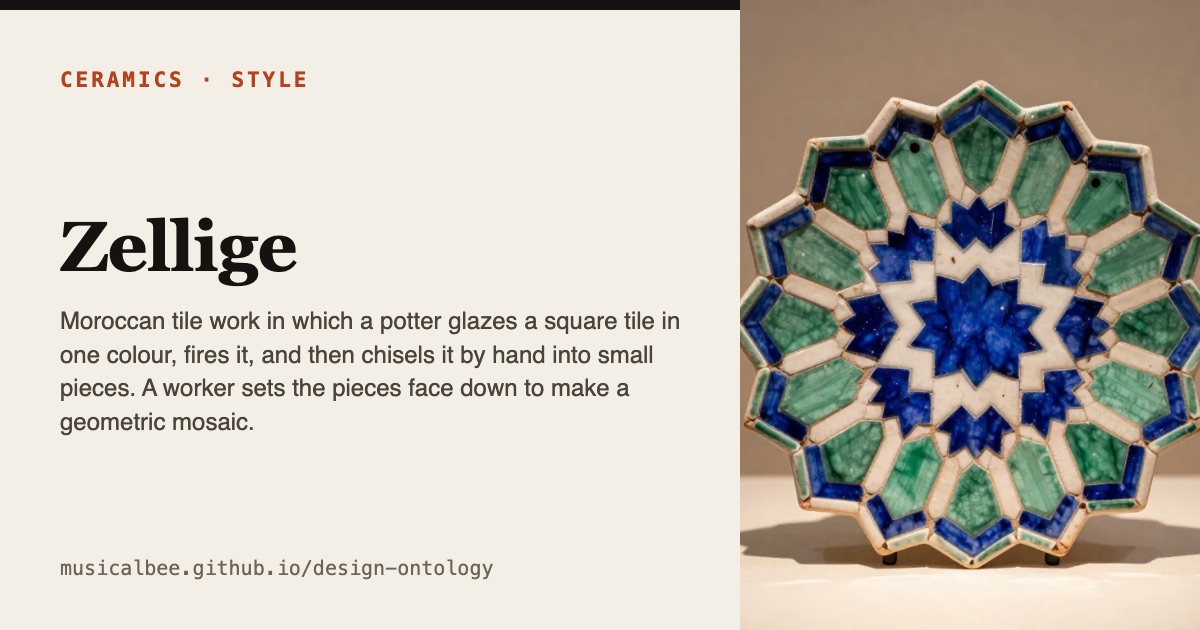 CERAMICS · STYLE
Zellige
Moroccan tile work in which a potter glazes a square tile in
one colour, fires it, and then chisels it by hand into small
pieces. A worker sets the pieces face down to make a
geometric mosaic.
musicalbee.github.io/design-ontology